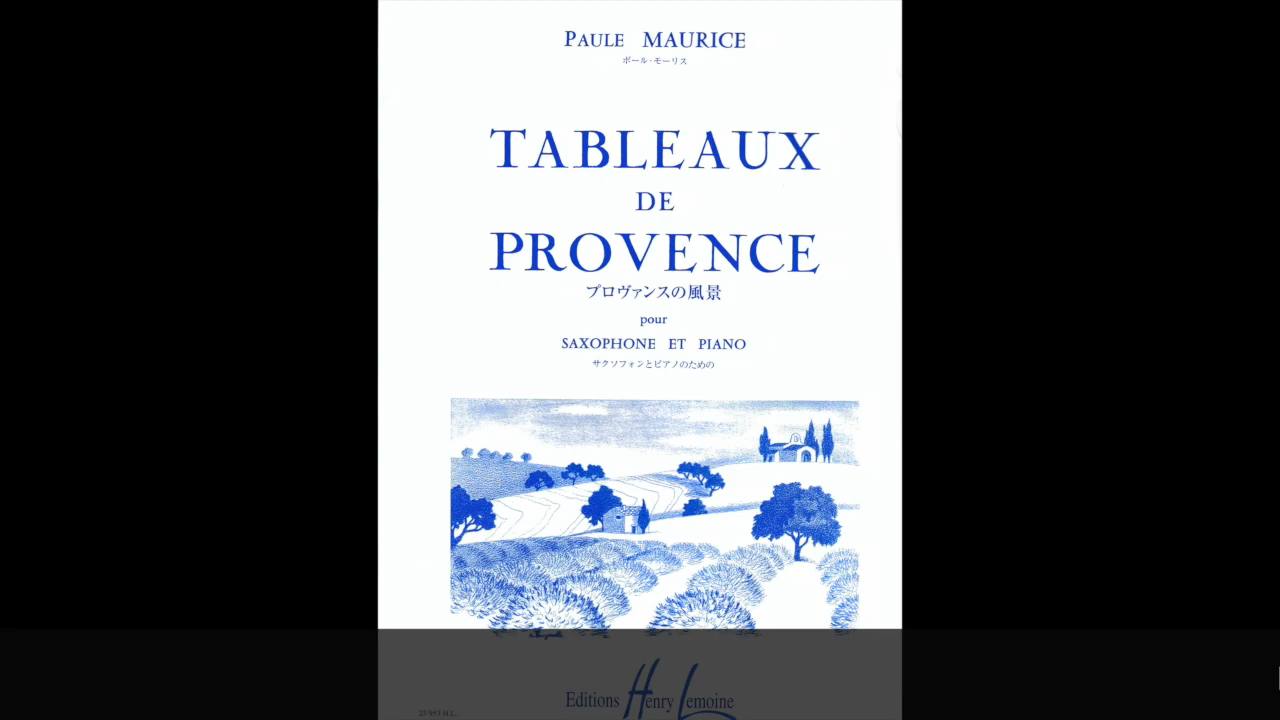 PAULE MAURICE
ポール・モーリス
TABLEAUX
DE
PROVENCE
プロヴァンスの風景
pour
SAXOPHONE ET PIANO
サクソフォンとピアノのための
Editions Henry Lemoine
23 953 H.L.